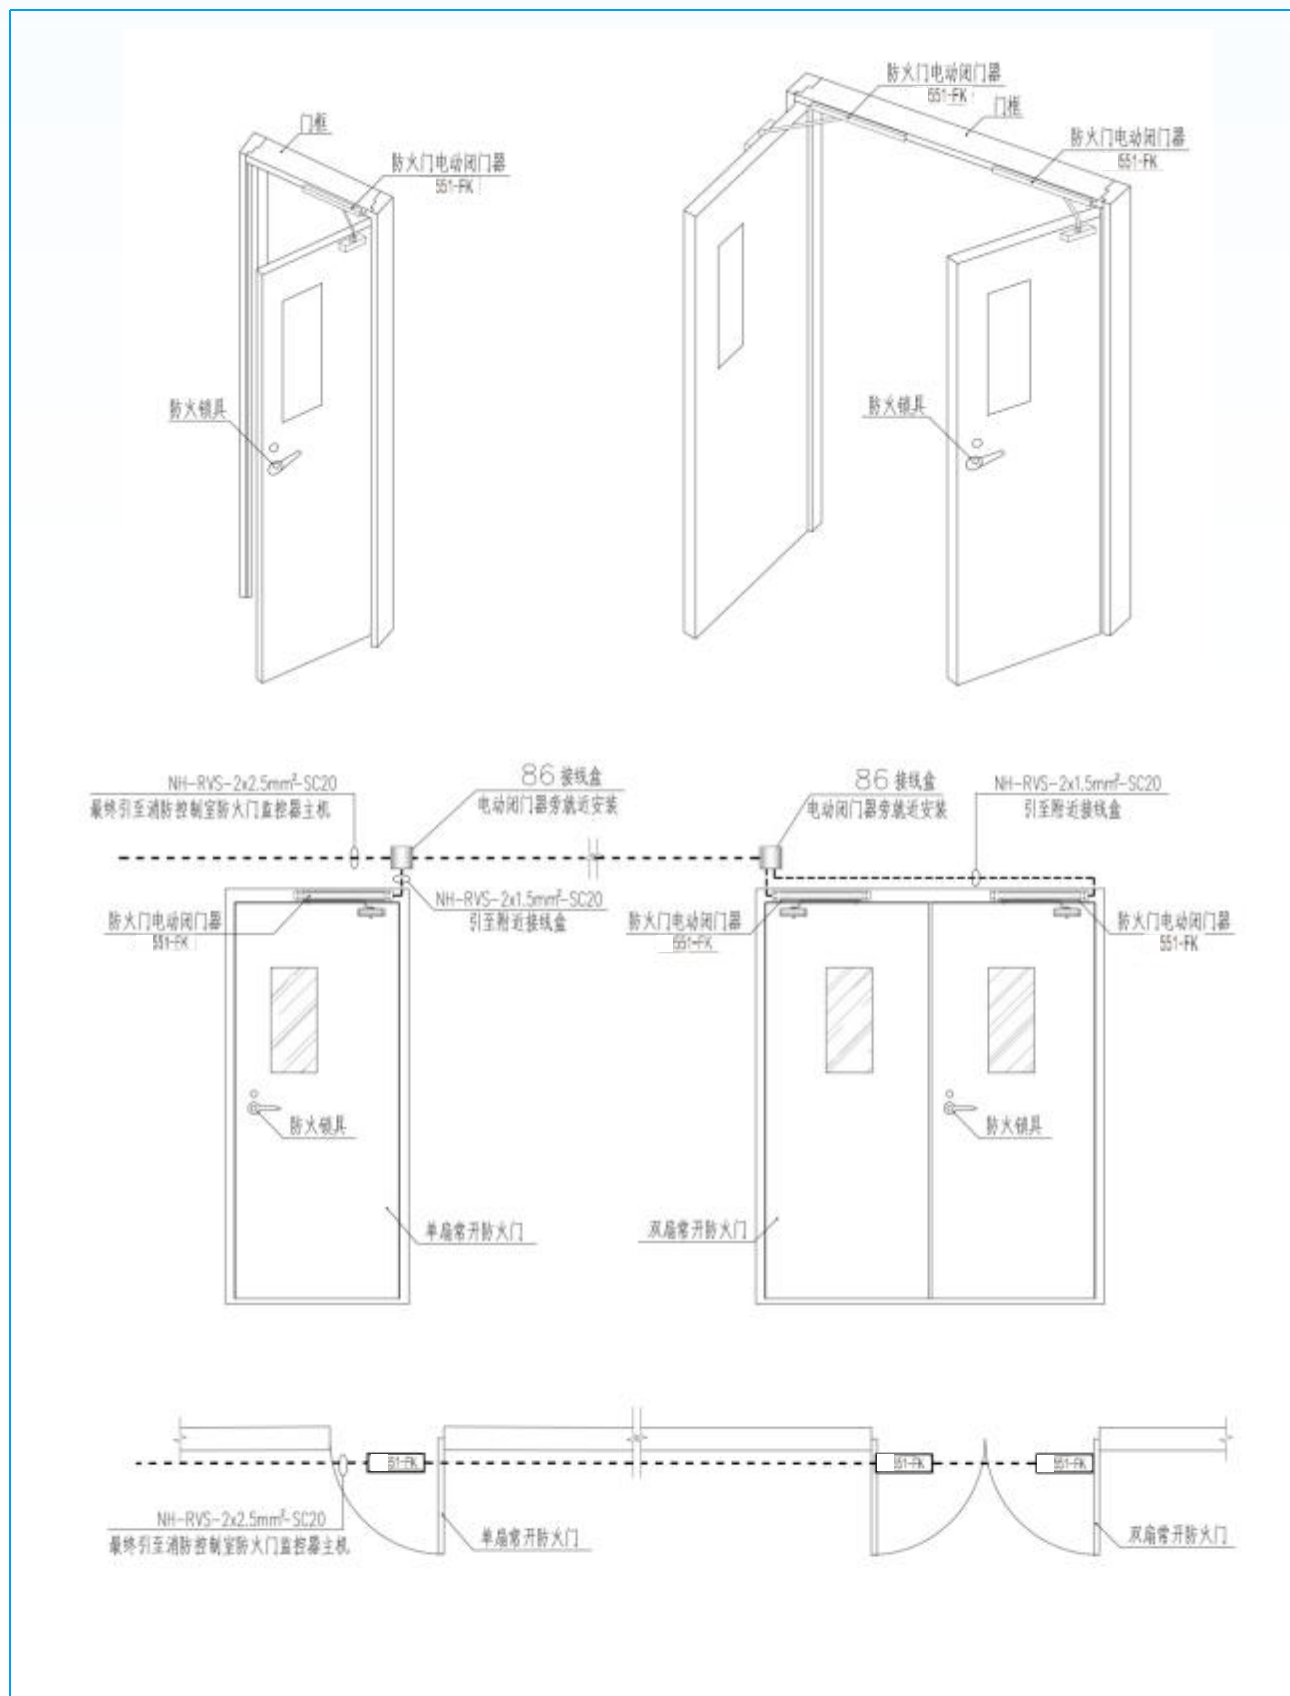 门框
防火门电动闭门器
551-FK
防火锁具
防火门电动闭门器
551-FK
门框
防火门电动闭门器
551-FK
防火锁具
NH-RVS-2x2.5mm²-SC20
最终引至消防控制室防火门监控器主机
86接线盒
电动闭门器旁就近安装
86接线盒
电动闭门器旁就近安装
NH-RVS-2x1.5mm²-SC20
引至附近接线盒
防火门电动闭门器
551-FK
NH-RVS-2x1.5mm²-SC20
引至附近接线盒
防火门电动闭门器
551-FK
防火门电动闭门器
551-FK
防火锁具
防火锁具
单扇常开防火门
双扇常开防火门
51-FK
551-FK
551-FK
NH-RVS-2x2.5mm²-SC20
最终引至消防控制室防火门监控器主机
单扇常开防火门
双扇常开防火门